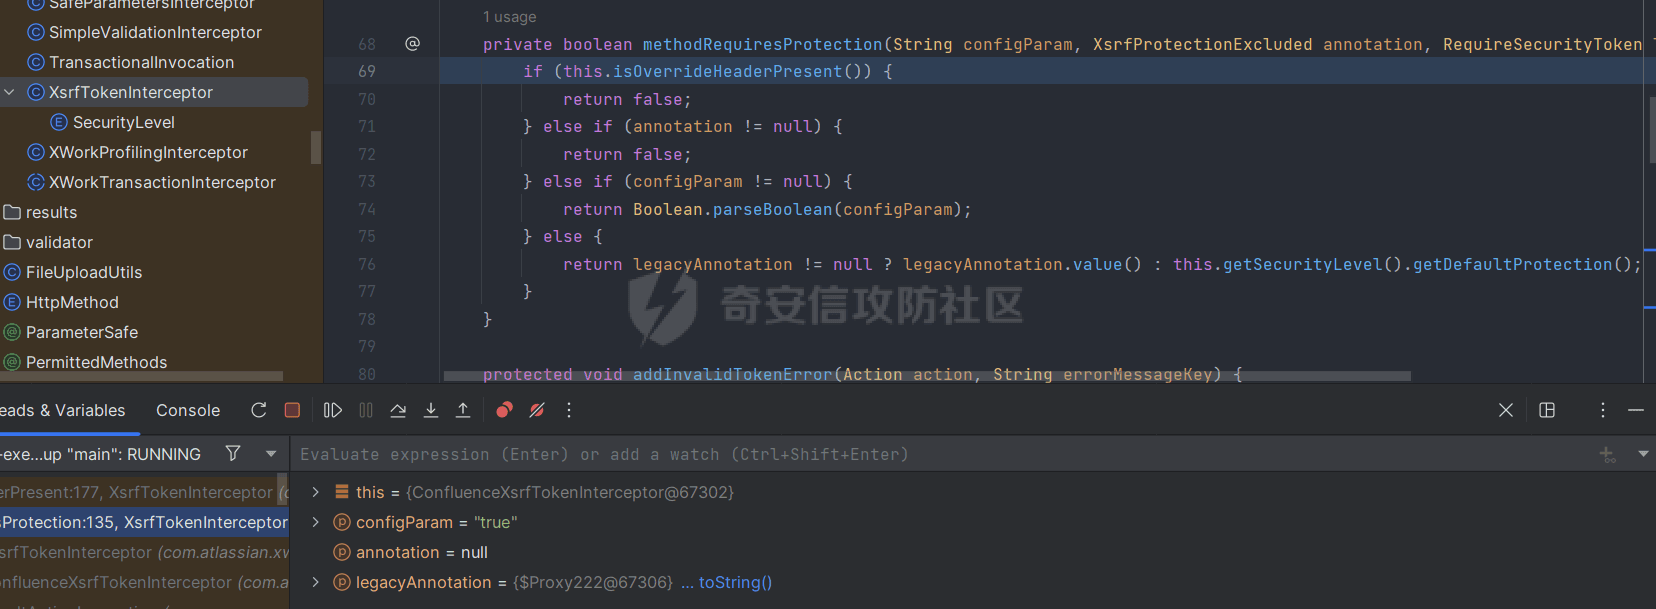 SafeParametersInterceptor
SimpleValidationInterceptor
TransactionalInvocation
XsrfTokenInterceptor
SecurityLevel
XWorkProfilingInterceptor
XWorkTransactionInterceptor
results
validator
FileUploadUtils
HttpMethod
ParameterSafe
PermittedMethods
1 usage
68 @ private boolean methodRequiresProtection(String configParam, XsrfProtectionExcluded annotation, RequireSecurityToken
69 if (this.isOverrideHeaderPresent()) {
70 return false;
71 } else if (annotation != null) {
72 return false;
73 } else if (configParam != null) {
74 return Boolean.parseBoolean(configParam);
75 } else {
76 return legacyAnnotation != null ? legacyAnnotation.value() : this.getSecurityLevel().getDefaultProtection();
77 }
78 }
79
80 protected void addInvalidTokenError(Action action, String errorMessageKey) {
奇安信攻防社区
eads & Variables Console
-exe...up "main": RUNNING
Evaluate expression (Enter) or add a watch (Ctrl+Shift+Enter)
erPresent:177, XsrfTokenInterceptor (c
sProtection:135, XsrfTokenInterceptor
srfTokenInterceptor (com.atlassian.xw
onfluenceXsrfTokenInterceptor (com.a
this = {ConfluenceXsrfTokenInterceptor@67302}
configParam = "true"
annotation = null
legacyAnnotation = {$Proxy222@67306} ... toString()